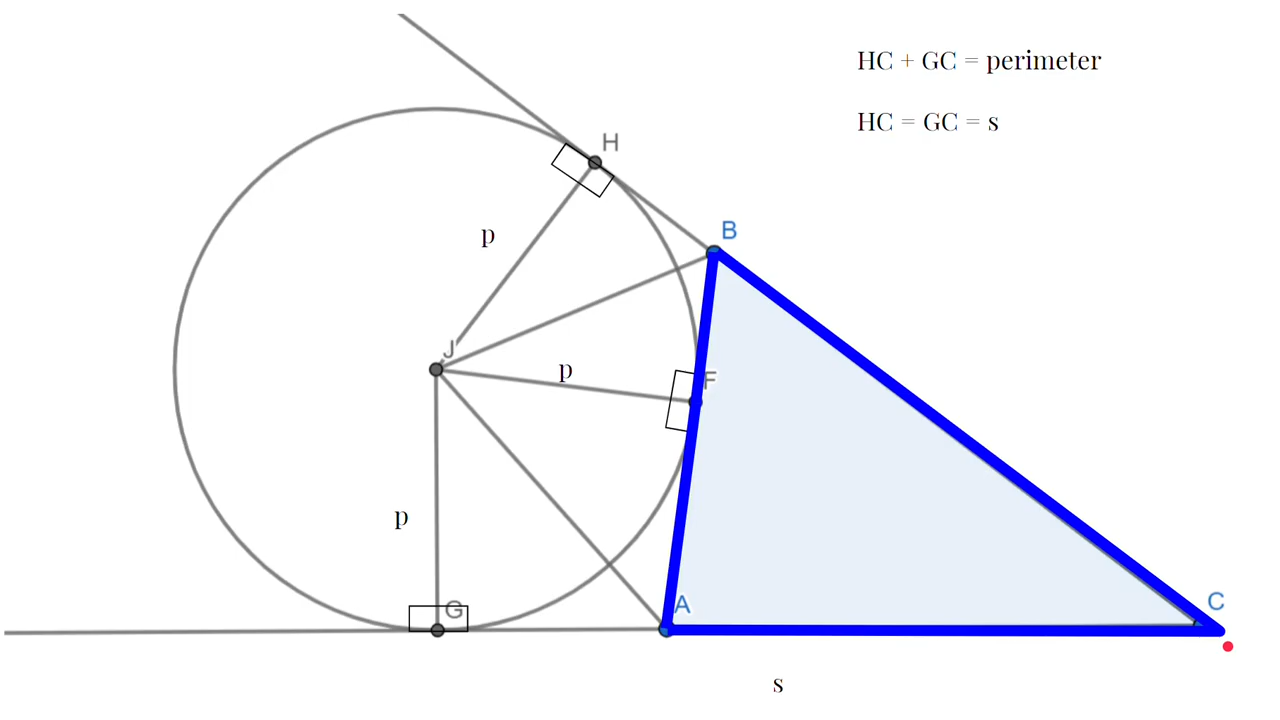 HC + GC = perimeter
H
HC = GC = s
B
p
J
p
F
p
G
A
C
s